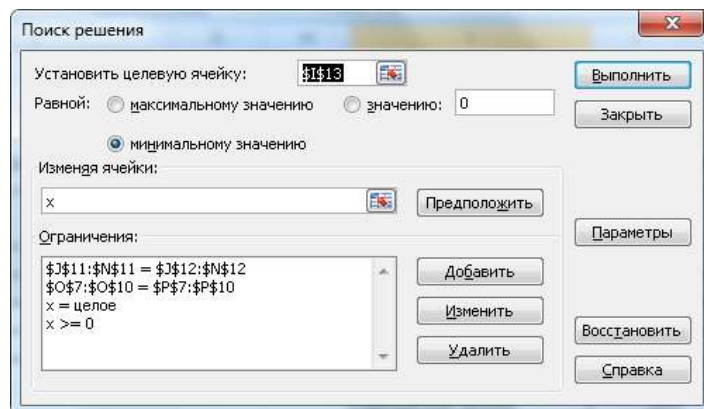 Поиск решения
Установить целевую ячейку: $I$13
Выполнить
Равной: максимальному значению значению: 0
Закрыть
минимальному значению
Изменяя ячейки:
x
Предположить
Параметры
Ограничения:
$J$11:$N$11 = $J$12:$N$12
$O$7:$O$10 = $P$7:$P$10
x = целое
x >= 0
Добавить
Изменить
Удалить
Восстановить
Справка